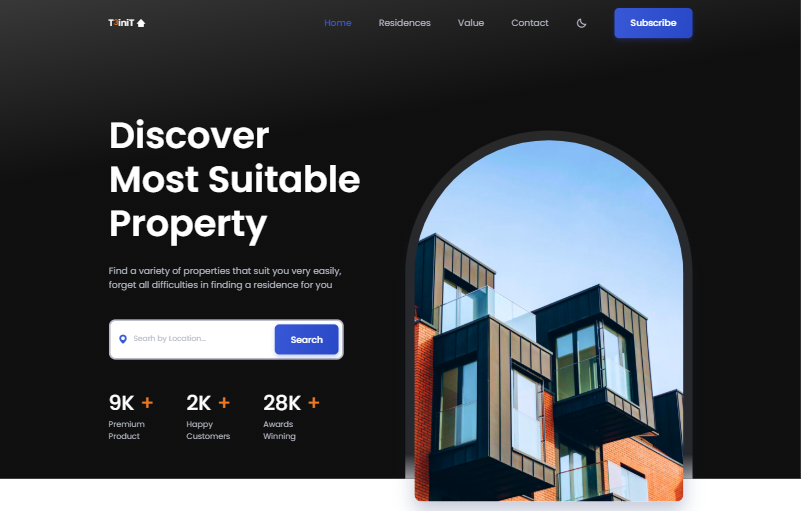 T3iniT
Home Residences Value Contact Subscribe
Discover
Most Suitable
Property
Find a variety of properties that suit you very easily,
forget all difficulties in finding a residence for you
Searh by Location... Search
9K + 2K + 28K +
Premium Happy Awards
Product Customers Winning